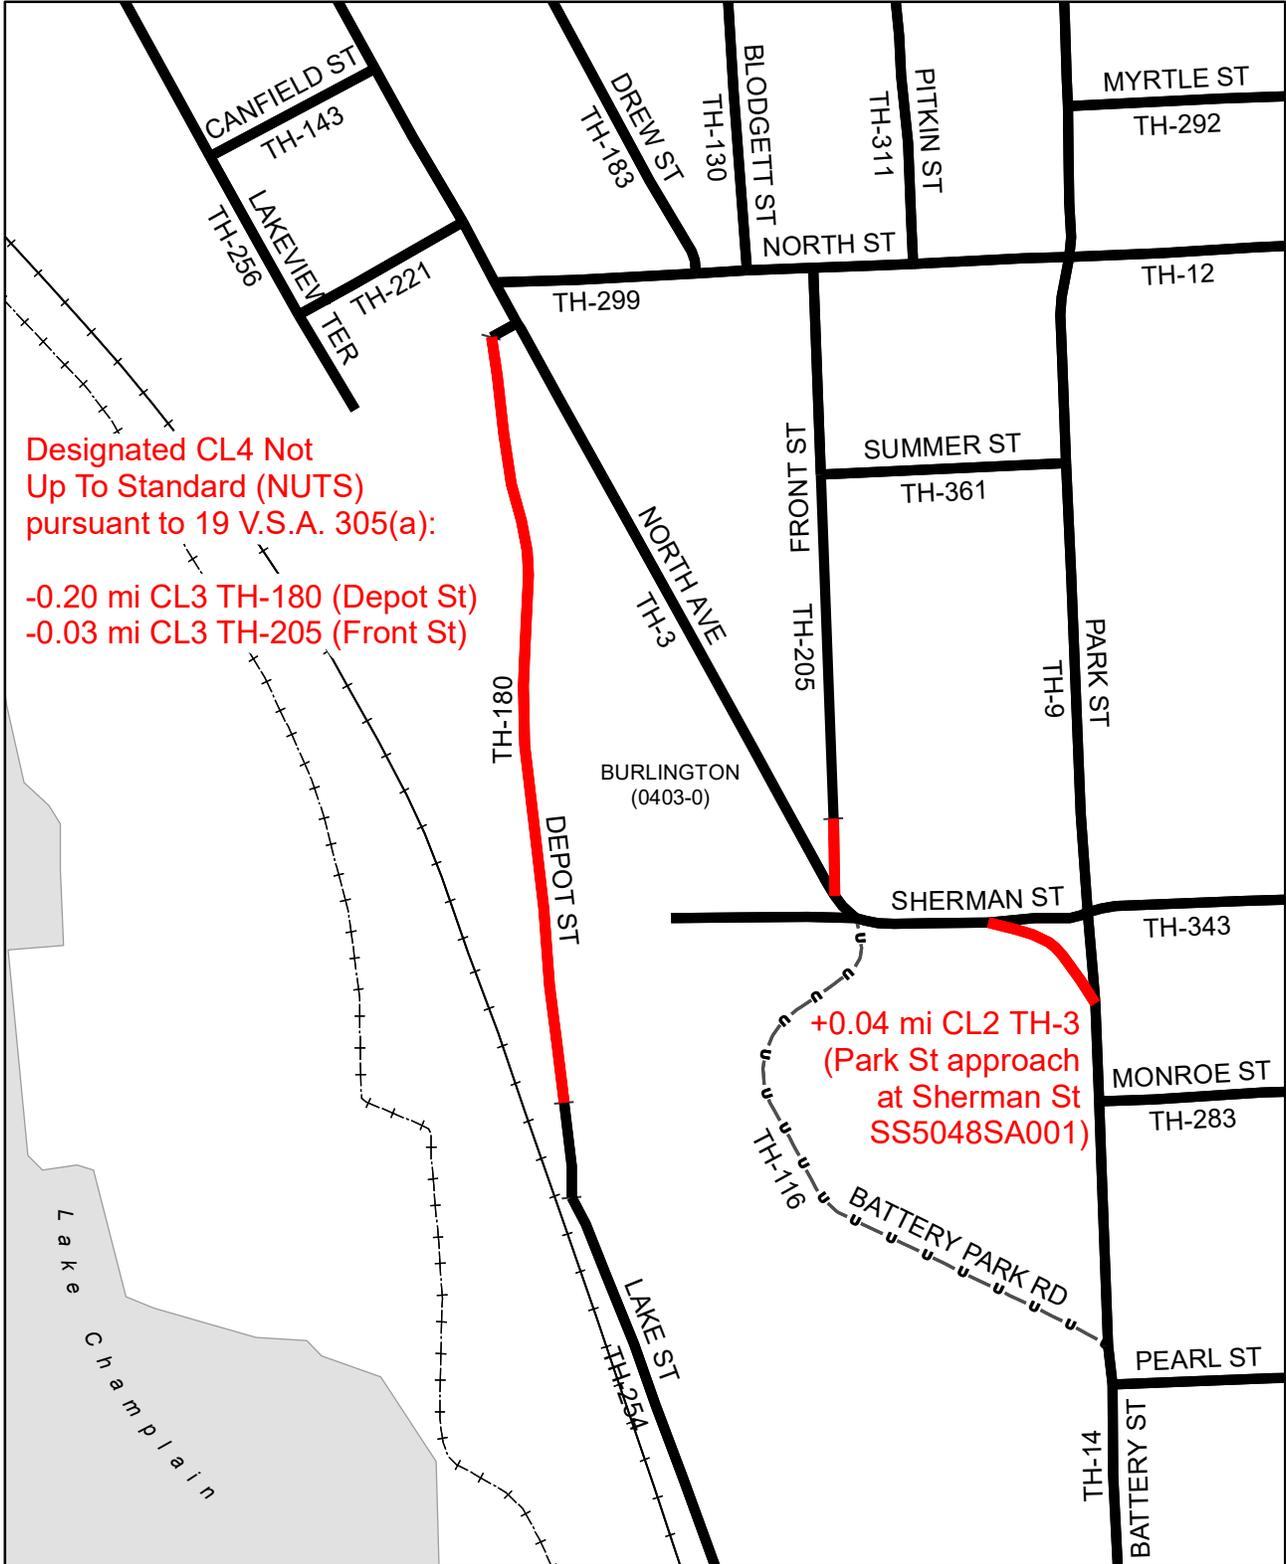 CANFIELD ST
TH-143
DREW ST
TH-183
BLODGETT ST
TH-130
PITKIN ST
TH-311
MYRTLE ST
TH-292
LAKEVIEW TER
TH-256
TH-221
NORTH ST
TH-299
TH-12
Designated CL4 Not
Up To Standard (NUTS)
pursuant to 19 V.S.A. 305(a):
-0.20 mi CL3 TH-180 (Depot St)
-0.03 mi CL3 TH-205 (Front St)
SUMMER ST
TH-361
FRONT ST
TH-205
NORTH AVE
TH-3
PARK ST
TH-9
TH-180
DEPOT ST
BURLINGTON
(0403-0)
SHERMAN ST
TH-343
+0.04 mi CL2 TH-3
(Park St approach
at Sherman St
SS5048SA001)
MONROE ST
TH-283
TH-116
BATTERY PARK RD
LAKE ST
TH-254
PEARL ST
TH-14
BATTERY ST
Lake Champlain